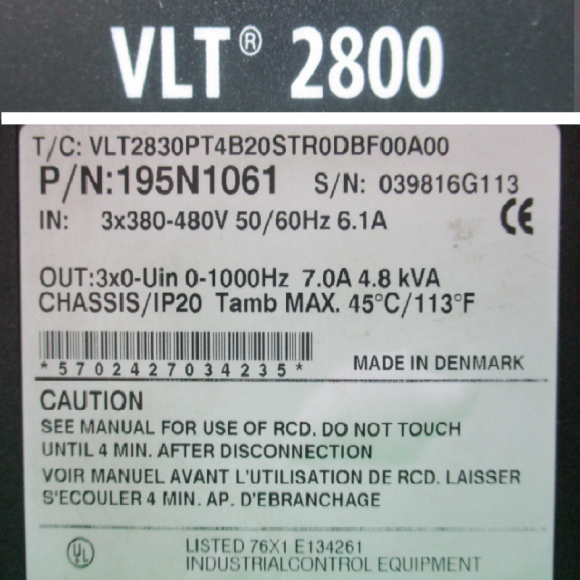 VLT® 2800
T/C: VLT2830PT4B20STR0DBF00A00
P/N:195N1061 S/N: 039816G113
IN: 3x380-480V 50/60Hz 6.1A
CE
OUT:3x0-Uin 0-1000Hz 7.0A 4.8 kVA
CHASSIS/IP20 Tamb MAX. 45°C/113°F
*5702427034235*
MADE IN DENMARK
CAUTION
SEE MANUAL FOR USE OF RCD. DO NOT TOUCH
UNTIL 4 MIN. AFTER DISCONNECTION
VOIR MANUEL AVANT L'UTILISATION DE RCD. LAISSER
S'ECOULER 4 MIN. AP. D'EBRANCHAGE
UL
LISTED 76X1 E134261
INDUSTRIALCONTROL EQUIPMENT